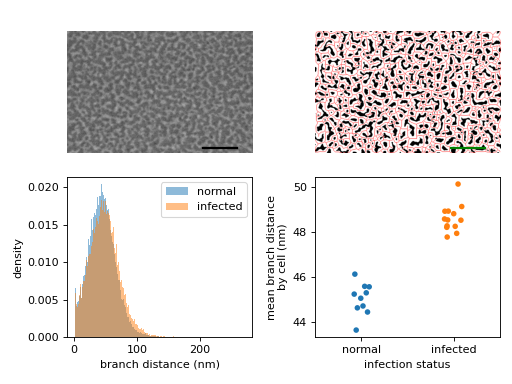 0.020
0.015
0.010
0.005
0.000
density
normal
infected
0
100
200
branch distance (nm)
50
48
46
44
mean branch distance
by cell (nm)
normal
infected
infection status